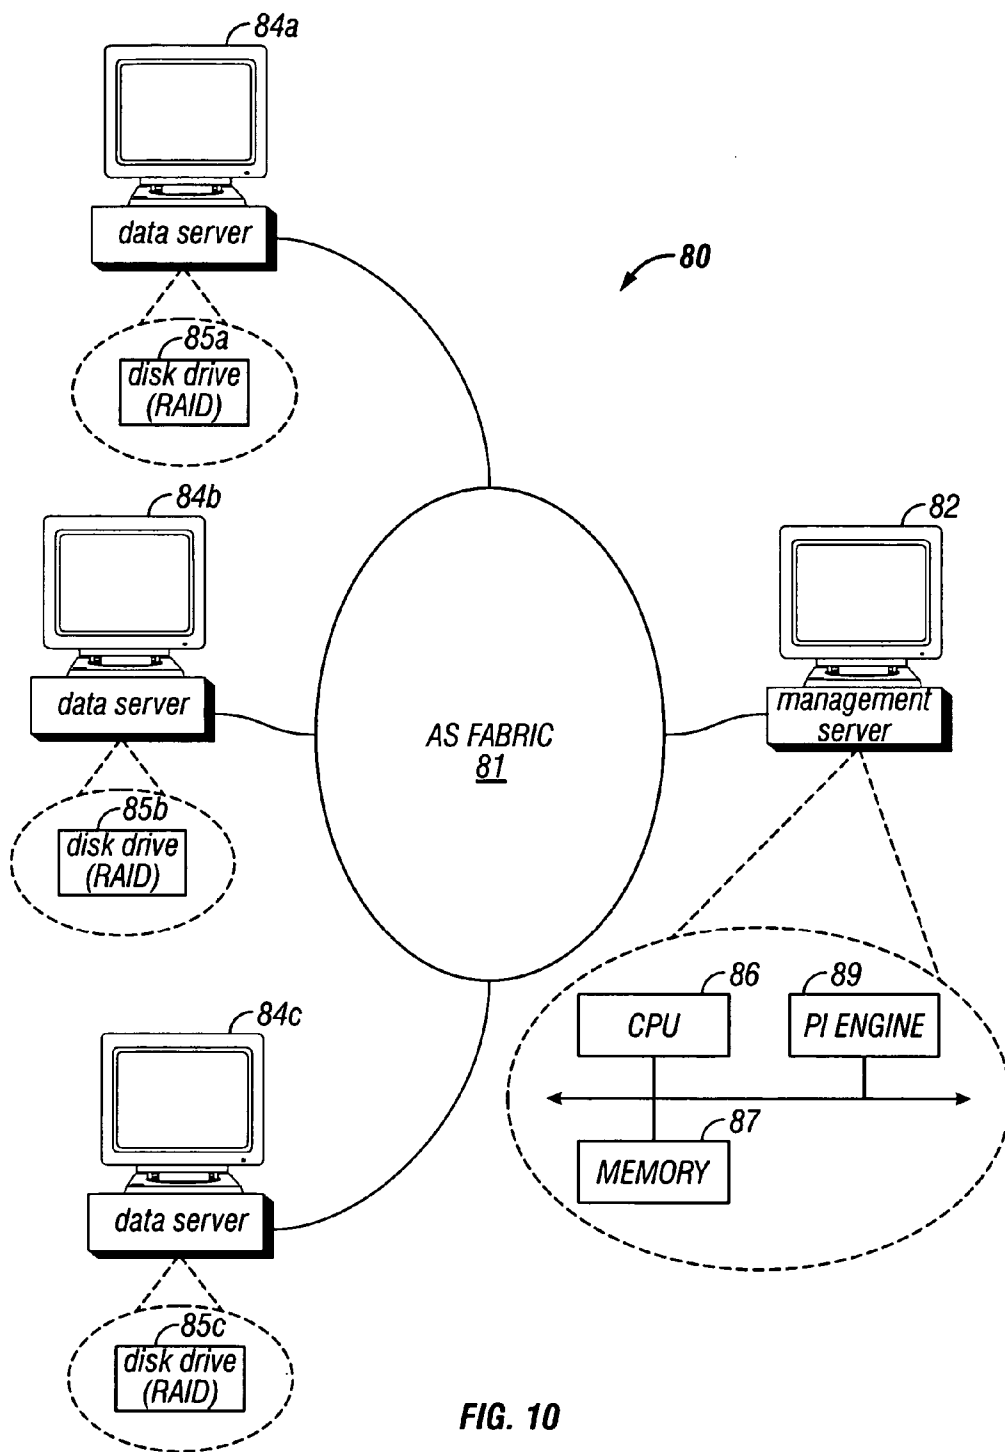 84a
data server
80
85a
disk drive
(RAID)
84b
82
data server
management
server
AS FABRIC
81
85b
disk drive
(RAID)
86
89
CPU
PI ENGINE
84c
87
MEMORY
data server
85c
disk drive
(RAID)
FIG. 10